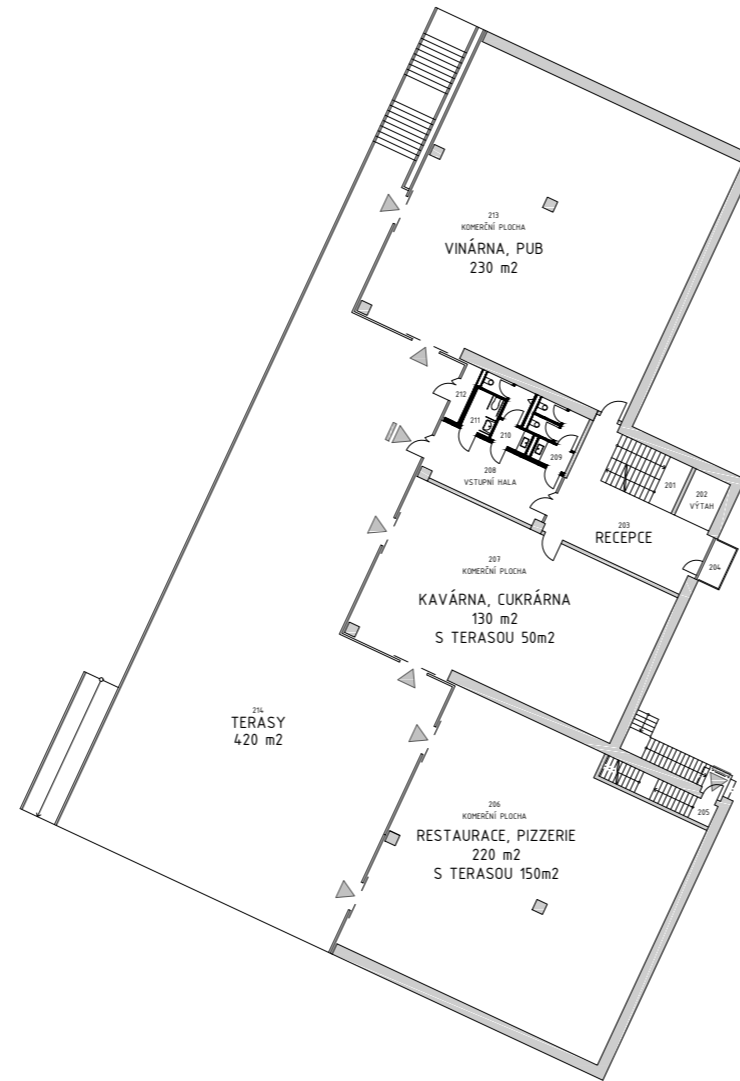 213
KOMERČNÍ PLOCHA
VINÁRNA, PUB
230 m2
212
211
210
209
208
VSTUPNÍ HALA
201
202
VÝTAH
203
RECEPCE
204
207
KOMERČNÍ PLOCHA
KAVÁRNA, CUKRÁRNA
130 m2
S TERASOU 50m2
214
TERASY
420 m2
205
206
KOMERČNÍ PLOCHA
RESTAURACE, PIZZERIE
220 m2
S TERASOU 150m2